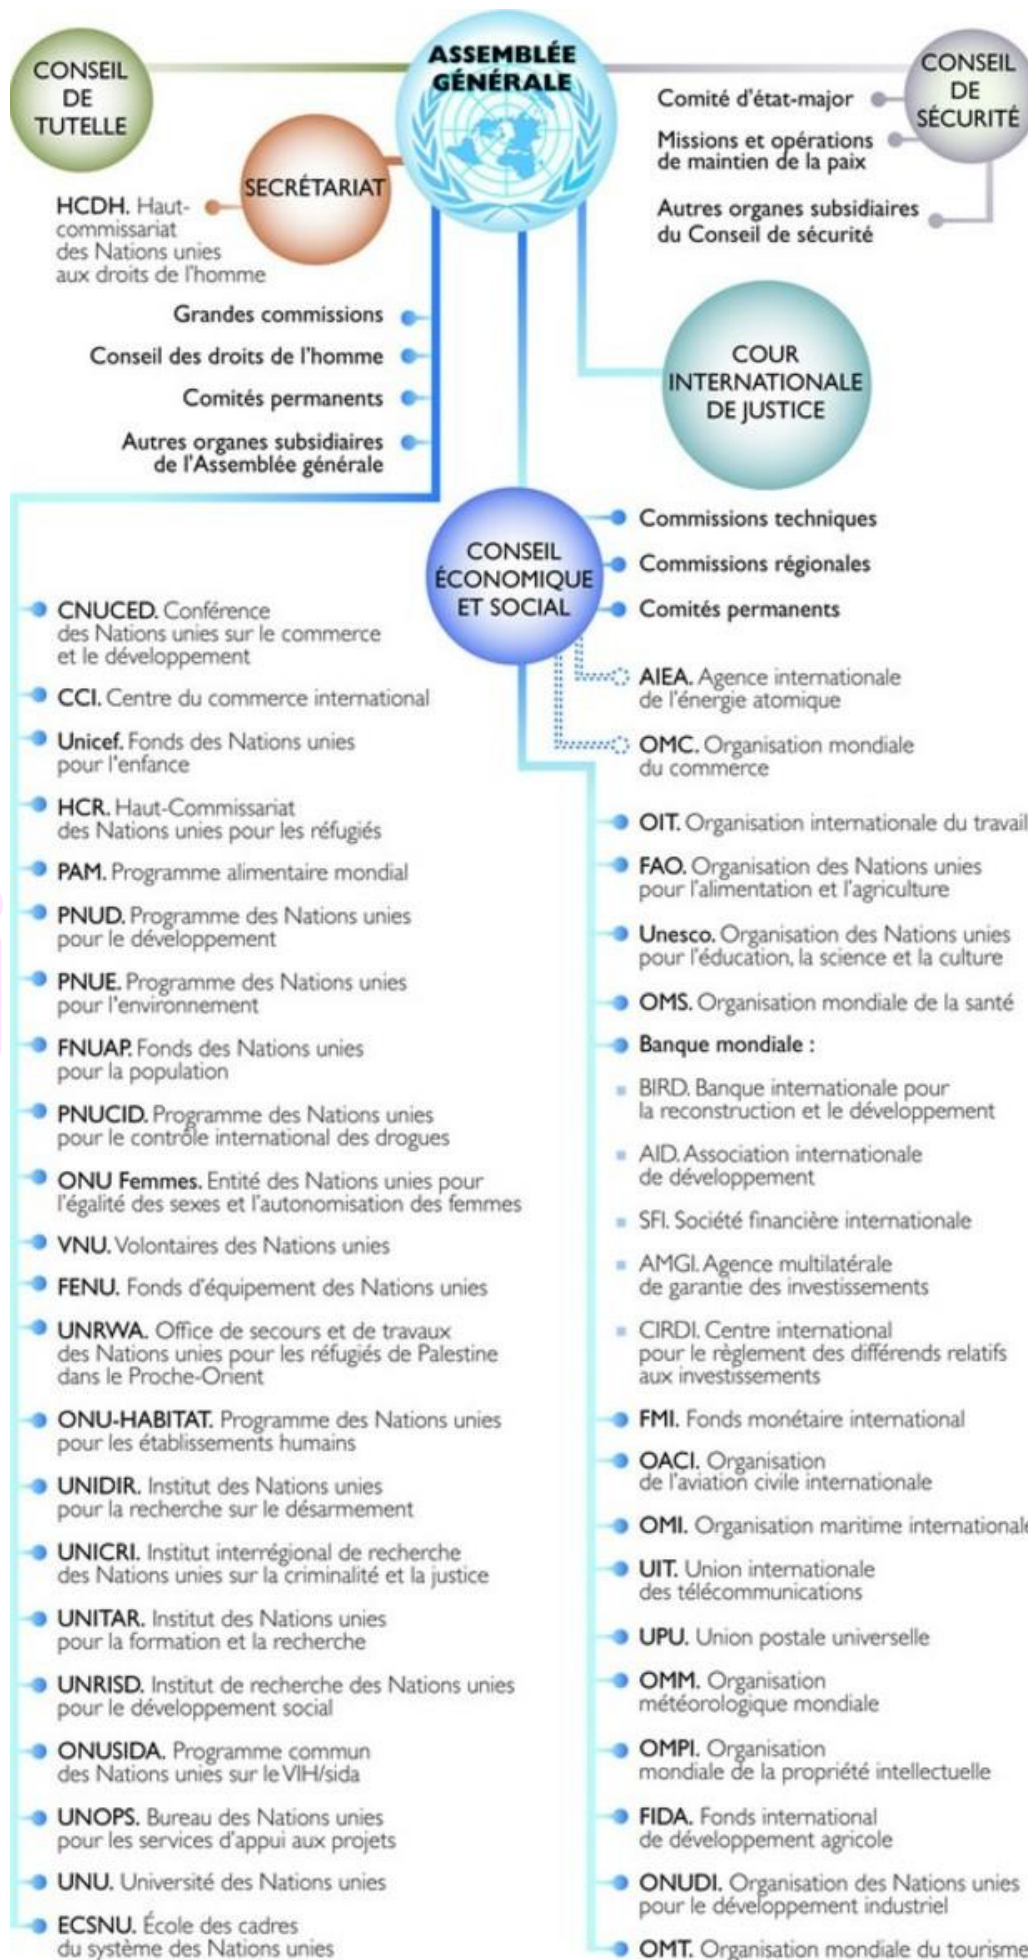 ASSEMBLÉE
GÉNÉRALE
CONSEIL
DE
TUTELLE
SECRÉTARIAT
HCDH. Haut-
commissariat
des Nations unies
aux droits de l'homme
CONSEIL
DE
SÉCURITÉ
Comité d'état-major
Missions et opérations
de maintien de la paix
Autres organes subsidiaires
du Conseil de sécurité
Grandes commissions
Conseil des droits de l'homme
Comités permanents
Autres organes subsidiaires
de l'Assemblée générale
COUR
INTERNATIONALE
DE JUSTICE
CONSEIL
ÉCONOMIQUE
ET SOCIAL
Commissions techniques
Commissions régionales
Comités permanents
AIEA. Agence internationale
de l'énergie atomique
OMC. Organisation mondiale
du commerce
CNUCED. Conférence
des Nations unies sur le commerce
et le développement
CCI. Centre du commerce international
Unicef. Fonds des Nations unies
pour l'enfance
HCR. Haut-Commissariat
des Nations unies pour les réfugiés
PAM. Programme alimentaire mondial
PNUD. Programme des Nations unies
pour le développement
PNUE. Programme des Nations unies
pour l'environnement
FNUAP. Fonds des Nations unies
pour la population
PNUCID. Programme des Nations unies
pour le contrôle international des drogues
ONU Femmes. Entité des Nations unies pour
l'égalité des sexes et l'autonomisation des femmes
VNU. Volontaires des Nations unies
FENU. Fonds d'équipement des Nations unies
UNRWA. Office de secours et de travaux
des Nations unies pour les réfugiés de Palestine
dans le Proche-Orient
ONU-HABITAT. Programme des Nations unies
pour les établissements humains
UNIDIR. Institut des Nations unies
pour la recherche sur le désarmement
UNICRI. Institut interrégional de recherche
des Nations unies sur la criminalité et la justice
UNITAR. Institut des Nations unies
pour la formation et la recherche
UNRISD. Institut de recherche des Nations unies
pour le développement social
ONUSIDA. Programme commun
des Nations unies sur le VIH/sida
UNOPS. Bureau des Nations unies
pour les services d'appui aux projets
UNU. Université des Nations unies
ECSNU. École des cadres
du système des Nations unies
OIT. Organisation internationale du travail
FAO. Organisation des Nations unies
pour l'alimentation et l'agriculture
Unesco. Organisation des Nations unies
pour l'éducation, la science et la culture
OMS. Organisation mondiale de la santé
Banque mondiale :
BIRD. Banque internationale pour
la reconstruction et le développement
AID. Association internationale
de développement
SFI. Société financière internationale
AMGI. Agence multilatérale
de garantie des investissements
CIRDI. Centre international
pour le règlement des différends relatifs
aux investissements
FMI. Fonds monétaire international
OACI. Organisation
de l'aviation civile internationale
OMI. Organisation maritime internationale
UIT. Union internationale
des télécommunications
UPU. Union postale universelle
OMM. Organisation
météorologique mondiale
OMPI. Organisation
mondiale de la propriété intellectuelle
FIDA. Fonds international
de développement agricole
ONUDI. Organisation des Nations unies
pour le développement industriel
OMT. Organisation mondiale du tourisme